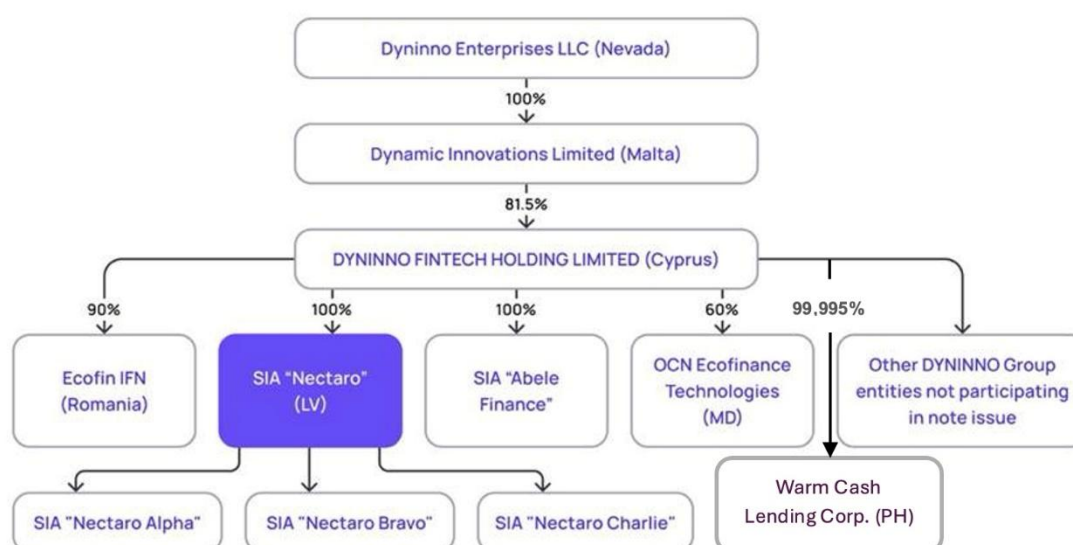 Dyninno Enterprises LLC (Nevada)
100%
Dynamic Innovations Limited (Malta)
81.5%
DYNINNO FINTECH HOLDING LIMITED (Cyprus)
90%
100%
100%
60%
99,995%
Ecofin IFN
(Romania)
SIA “Nectaro”
(LV)
SIA “Abele
Finance”
OCN Ecofinance
Technologies
(MD)
Other DYNINNO Group
entities not participating
in note issue
SIA "Nectaro Alpha"
SIA "Nectaro Bravo"
SIA "Nectaro Charlie"
Warm Cash
Lending Corp. (PH)